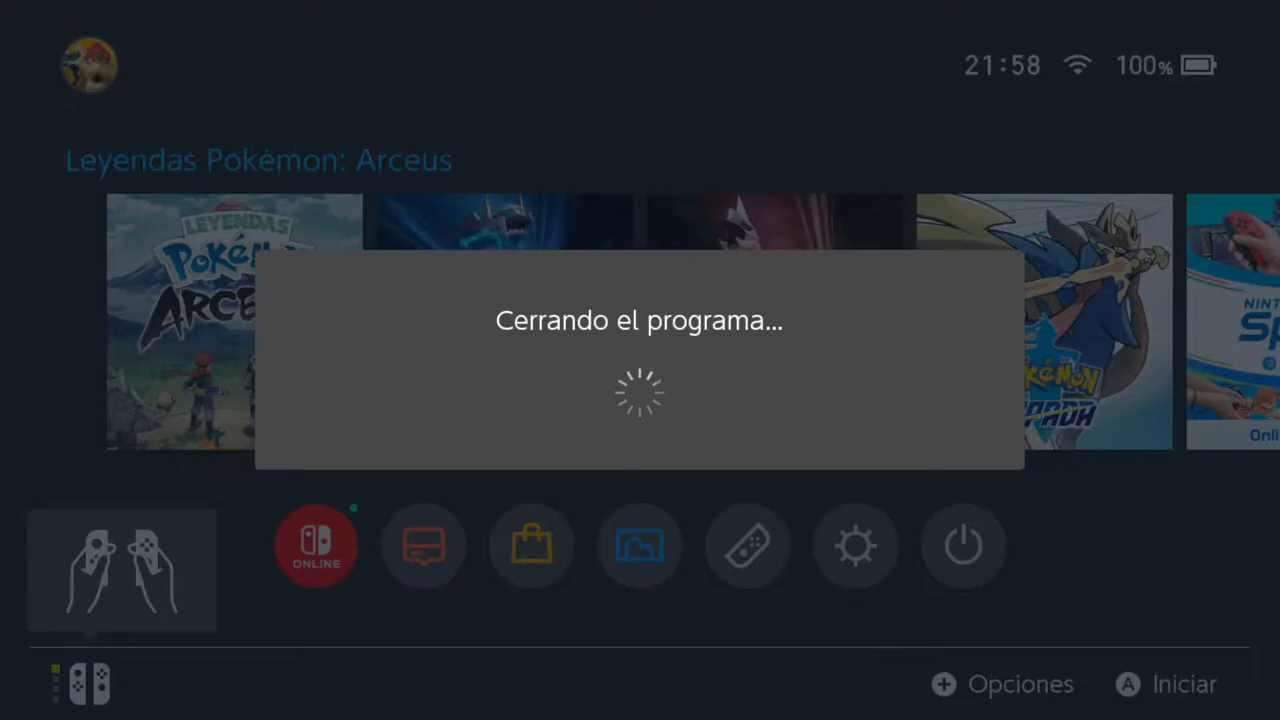 21:58 100%
Leyendas Pokémon: Arceus
LEYENDAS
Cerrando el programa...
ONLINE
Opciones
Iniciar